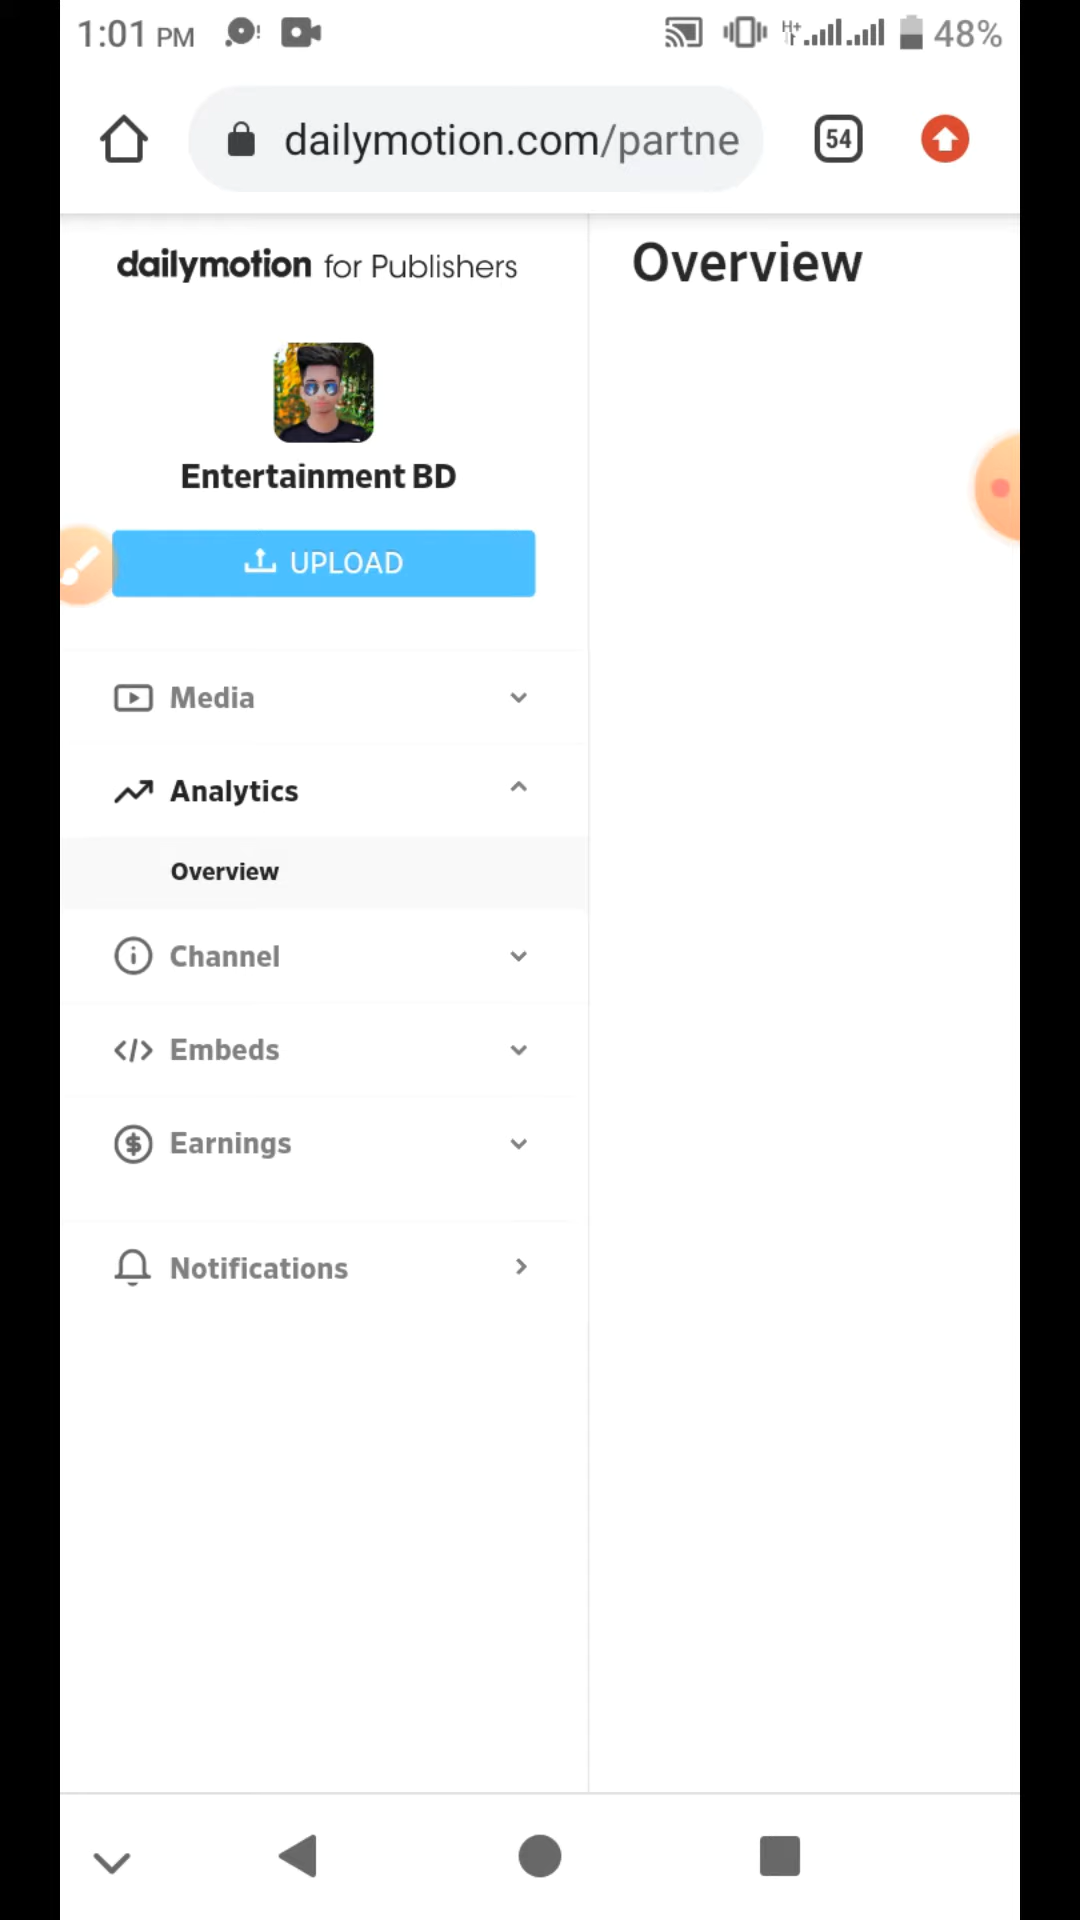 1:01 PM
48%
dailymotion.com/partne
54
dailymotion for Publishers
Overview
Entertainment BD
UPLOAD
Media
Analytics
Overview
Channel
Embeds
Earnings
Notifications